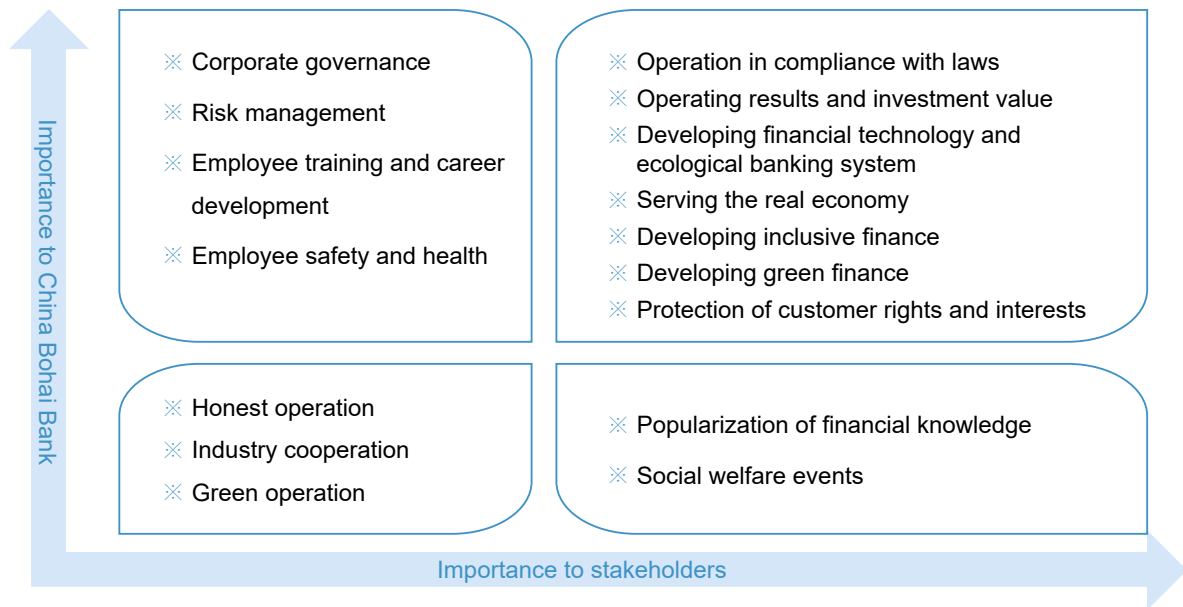 Importance to China Bohai Bank
※ Corporate governance
※ Risk management
※ Employee training and career
development
※ Employee safety and health
※ Operation in compliance with laws
※ Operating results and investment value
※ Developing financial technology and
ecological banking system
※ Serving the real economy
※ Developing inclusive finance
※ Developing green finance
※ Protection of customer rights and interests
※ Honest operation
※ Industry cooperation
※ Green operation
※ Popularization of financial knowledge
※ Social welfare events
Importance to stakeholders